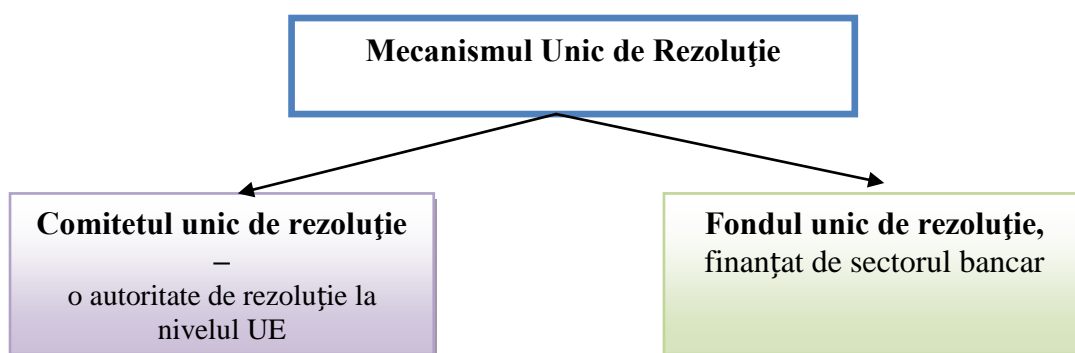 Mecanismul Unic de Rezoluţie
Comitetul unic de rezoluţie
–
o autoritate de rezoluţie la
nivelul UE
Fondul unic de rezoluţie,
finanţat de sectorul bancar